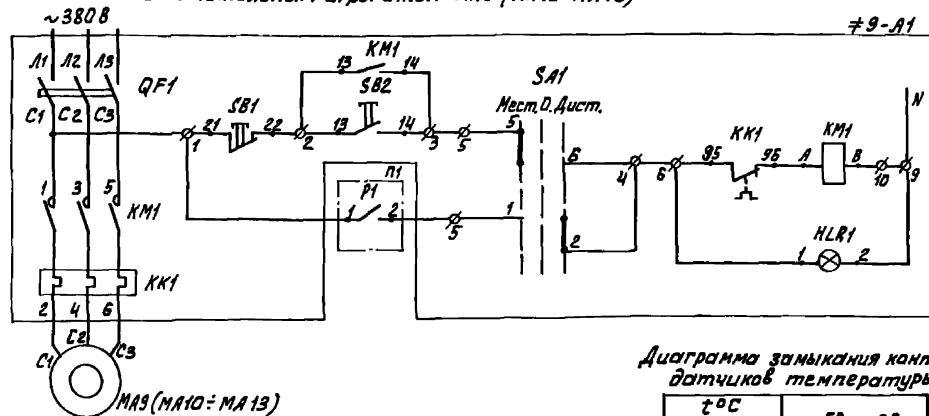 ~380 В
≠9-А1
Л1 Л2 Л3
QF1
С1 С2 С3
SB1
21 22
1
КМ1
13 14
SB2
13 14
2
3
5
SA1
Мест. О. Дист.
5
Б
1
2
4
6
КК1
95 96
КМ1
А В
10
9
N
HLR1
1 2
П1
Р1
1 2
5
1 3 5
КМ1
КК1
2 4 6
С1 С2 С3
МА9 (МА10÷МА13)
Диаграмма замыкания конт
датчиков температуры
t°С